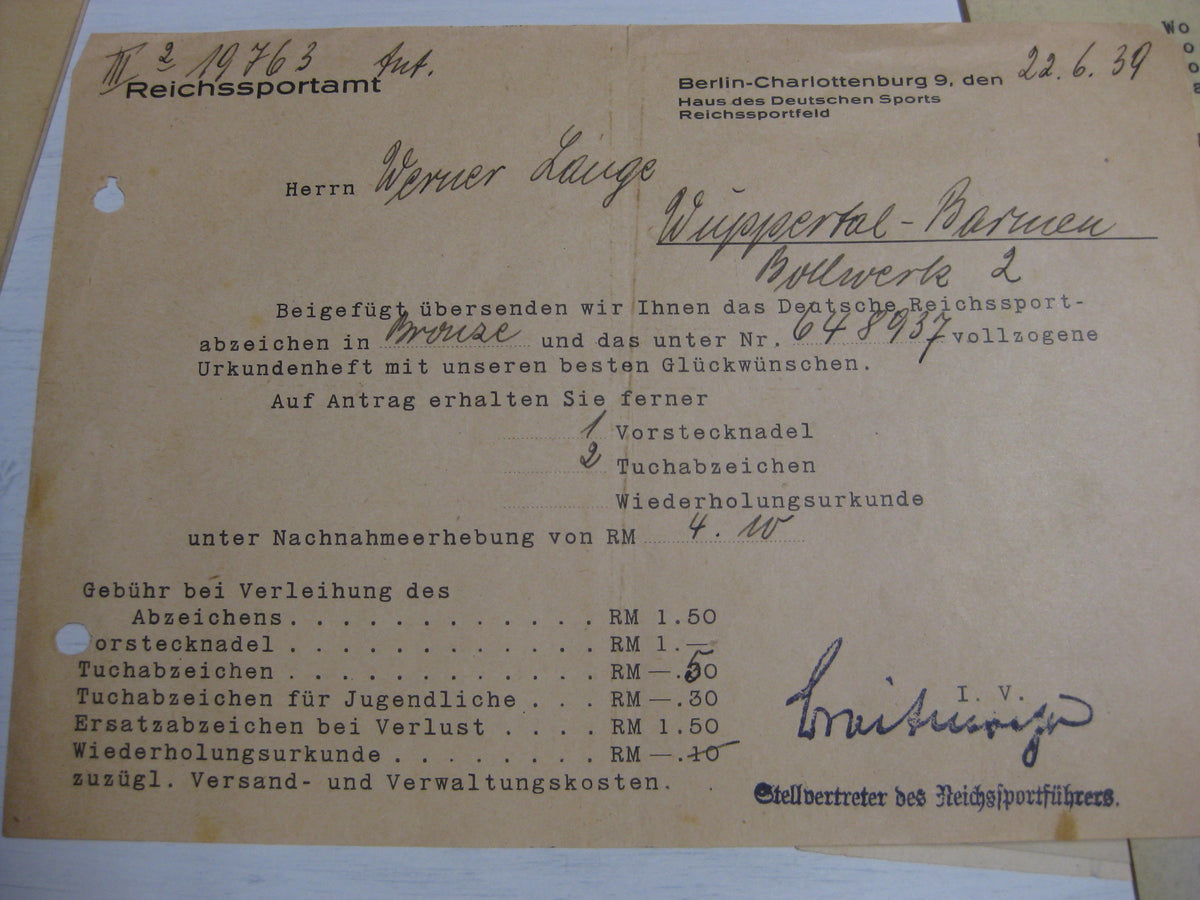 III 2 19763
Reichssportamt
Berlin-Charlottenburg 9, den 22.6.39
Haus des Deutschen Sports
Reichssportfeld
Herrn Werner Lange
Wuppertal-Barmen
Bollwerk 2
Beigefügt übersenden wir Ihnen das Deutsche Reichssport-
abzeichen in Bronze und das unter Nr. 648937 vollzogene
Urkundenheft mit unseren besten Glückwünschen.
Auf Antrag erhalten Sie ferner
1 Vorstecknadel
2 Tuchabzeichen
Wiederholungsurkunde
unter Nachnahmeerhebung von RM 4.10
Gebühr bei Verleihung des
Abzeichens . . . . . . . . . . . . RM 1.50
orstecknadel . . . . . . . . . . . . RM 1.—
Tuchabzeichen . . . . . . . . . . . . RM —.50
Tuchabzeichen für Jugendliche . . . RM —.30
Ersatzabzeichen bei Verlust . . . . RM 1.50
Wiederholungsurkunde . . . . . . . . RM —.10
zuzügl. Versand- und Verwaltungskosten.
I. V.
Stellvertreter des Reichssportführers.
Wo
o
o